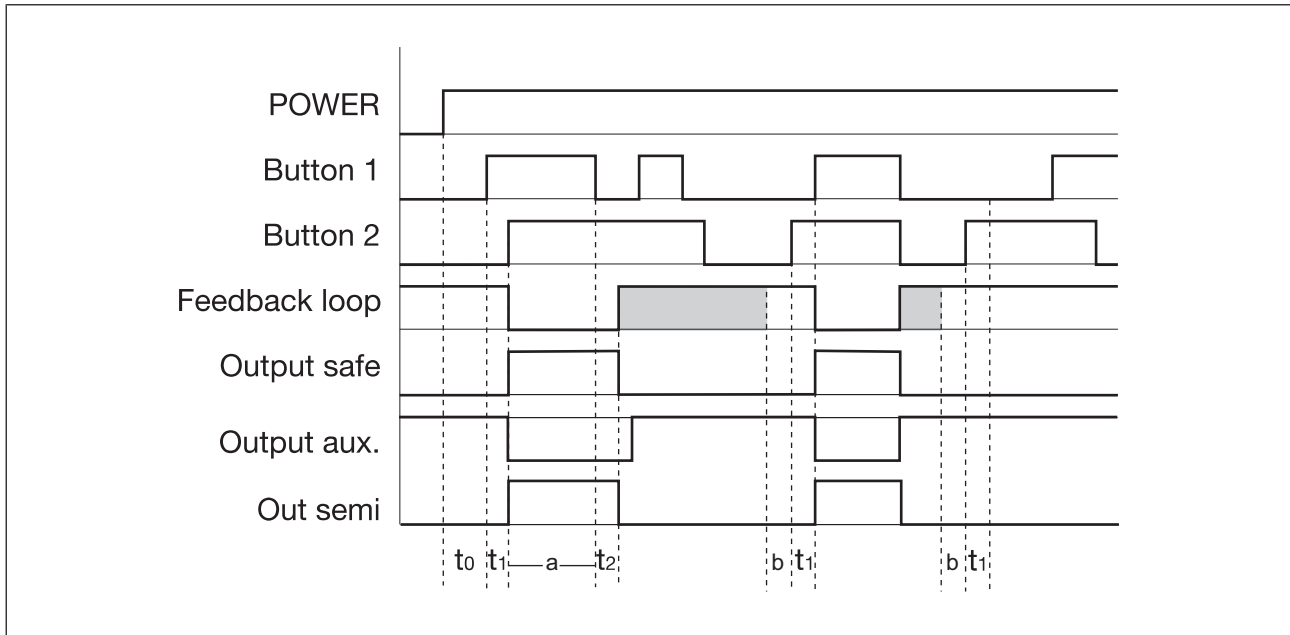 POWER
Button 1
Button 2
Feedback loop
Output safe
Output aux.
Out semi
t0 t1 a t2 b t1 b t1